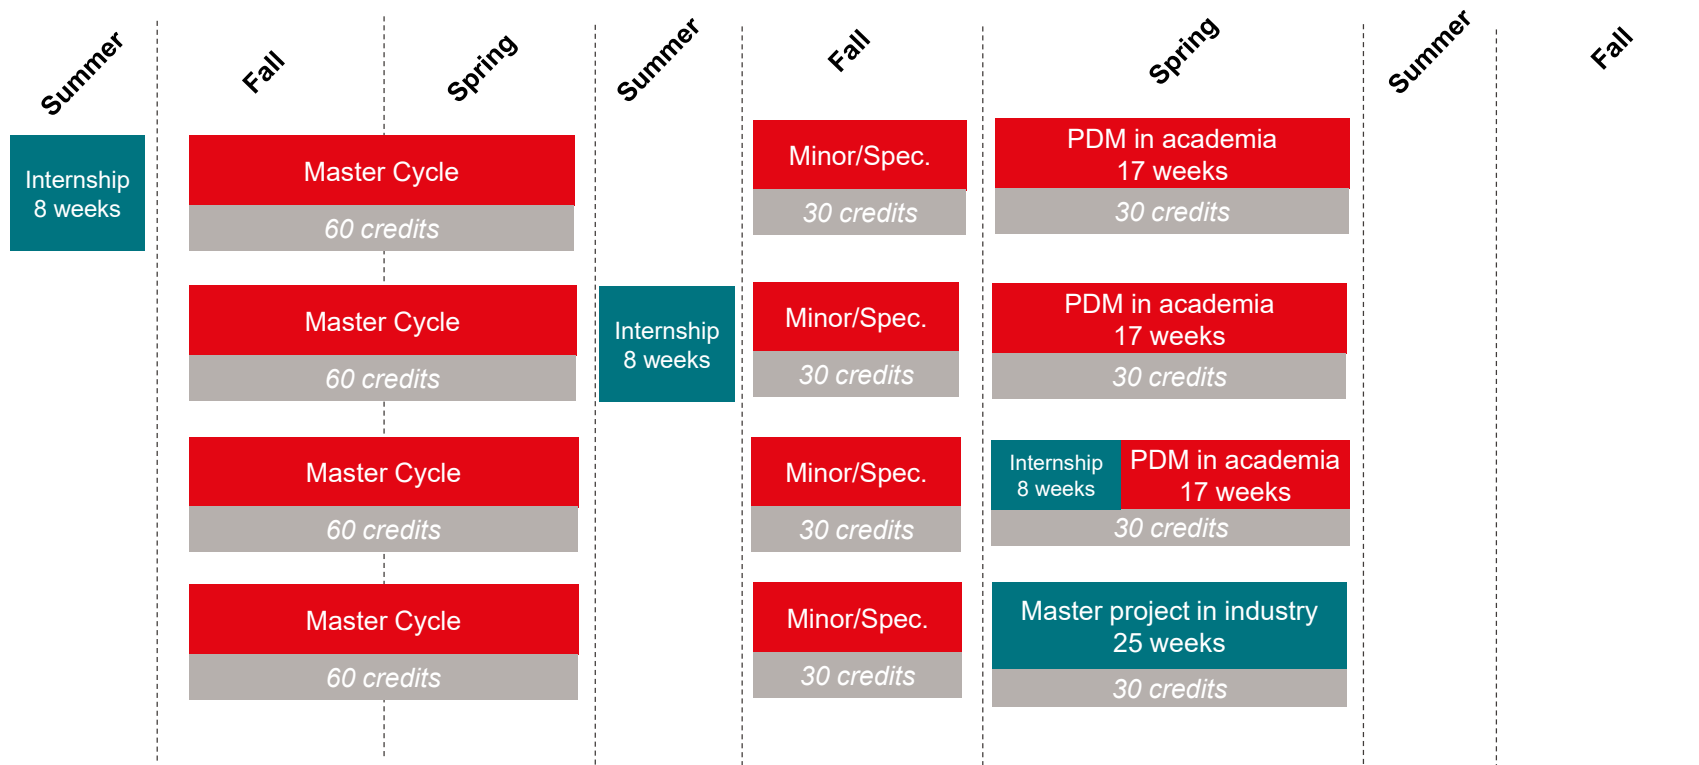 Summer
Fall
Spring
Summer
Fall
Spring
Summer
Fall
Internship
8 weeks
Master Cycle
60 credits
Minor/Spec.
30 credits
PDM in academia
17 weeks
30 credits
Master Cycle
60 credits
Internship
8 weeks
Minor/Spec.
30 credits
PDM in academia
17 weeks
30 credits
Master Cycle
60 credits
Minor/Spec.
30 credits
Internship
8 weeks
PDM in academia
17 weeks
30 credits
Master Cycle
60 credits
Minor/Spec.
30 credits
Master project in industry
25 weeks
30 credits